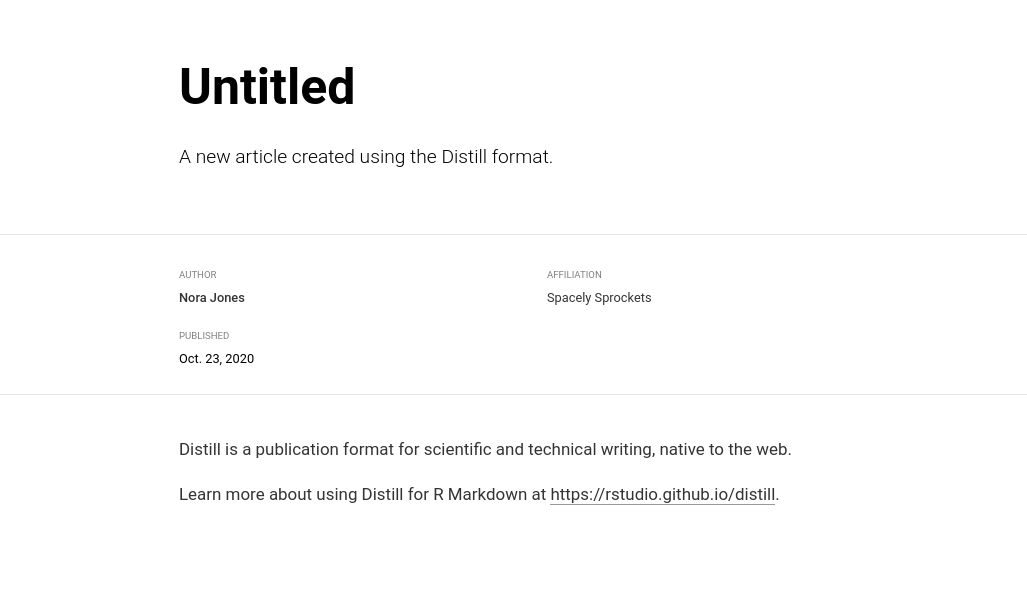 Untitled
A new article created using the Distill format.
AUTHOR
AFFILIATION
Nora Jones
Spacely Sprockets
PUBLISHED
Oct. 23, 2020
Distill is a publication format for scientific and technical writing, native to the web.
Learn more about using Distill for R Markdown at https://rstudio.github.io/distill.